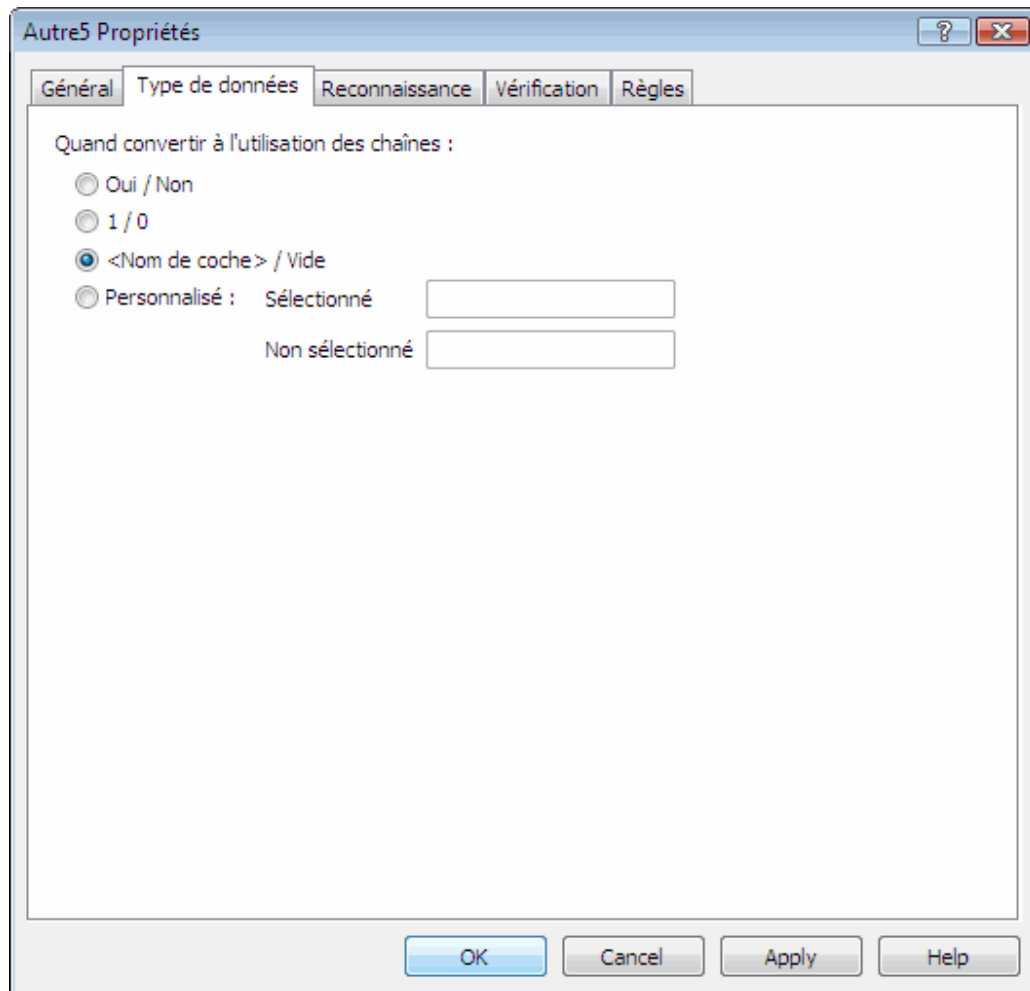 Autre5 Propriétés
Général Type de données Reconnaissance Vérification Règles
Quand convertir à l'utilisation des chaînes :
Oui / Non
1 / 0
<Nom de coche> / Vide
Personnalisé : Sélectionné
Non sélectionné
OK Cancel Apply Help